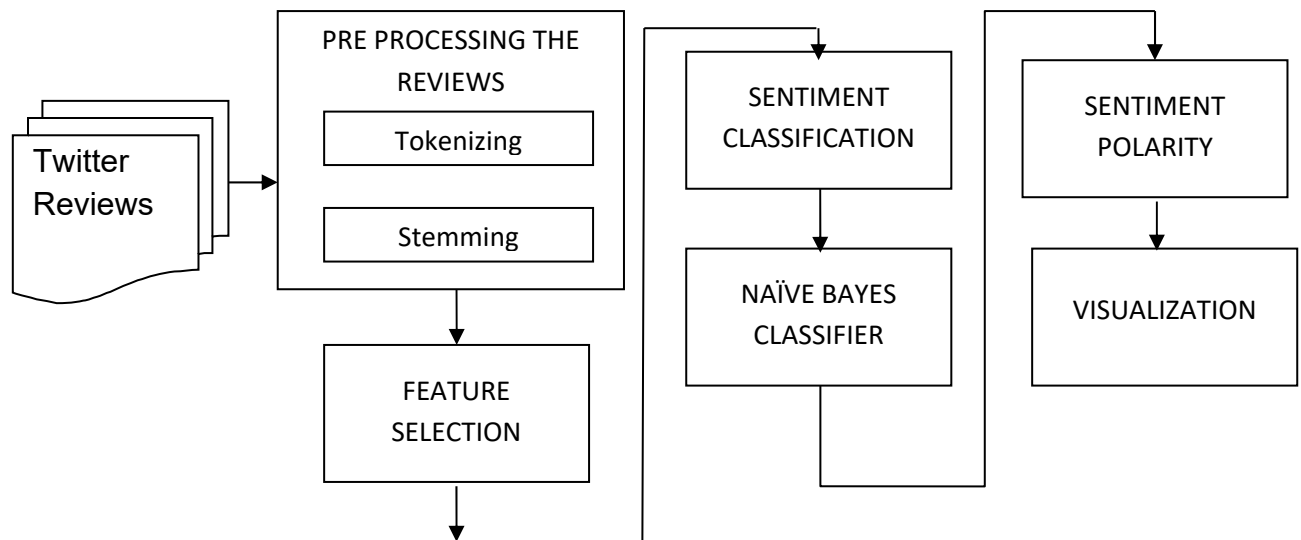 Twitter
Reviews
PRE PROCESSING THE
REVIEWS
Tokenizing
Stemming
FEATURE
SELECTION
SENTIMENT
CLASSIFICATION
NAÏVE BAYES
CLASSIFIER
SENTIMENT
POLARITY
VISUALIZATION